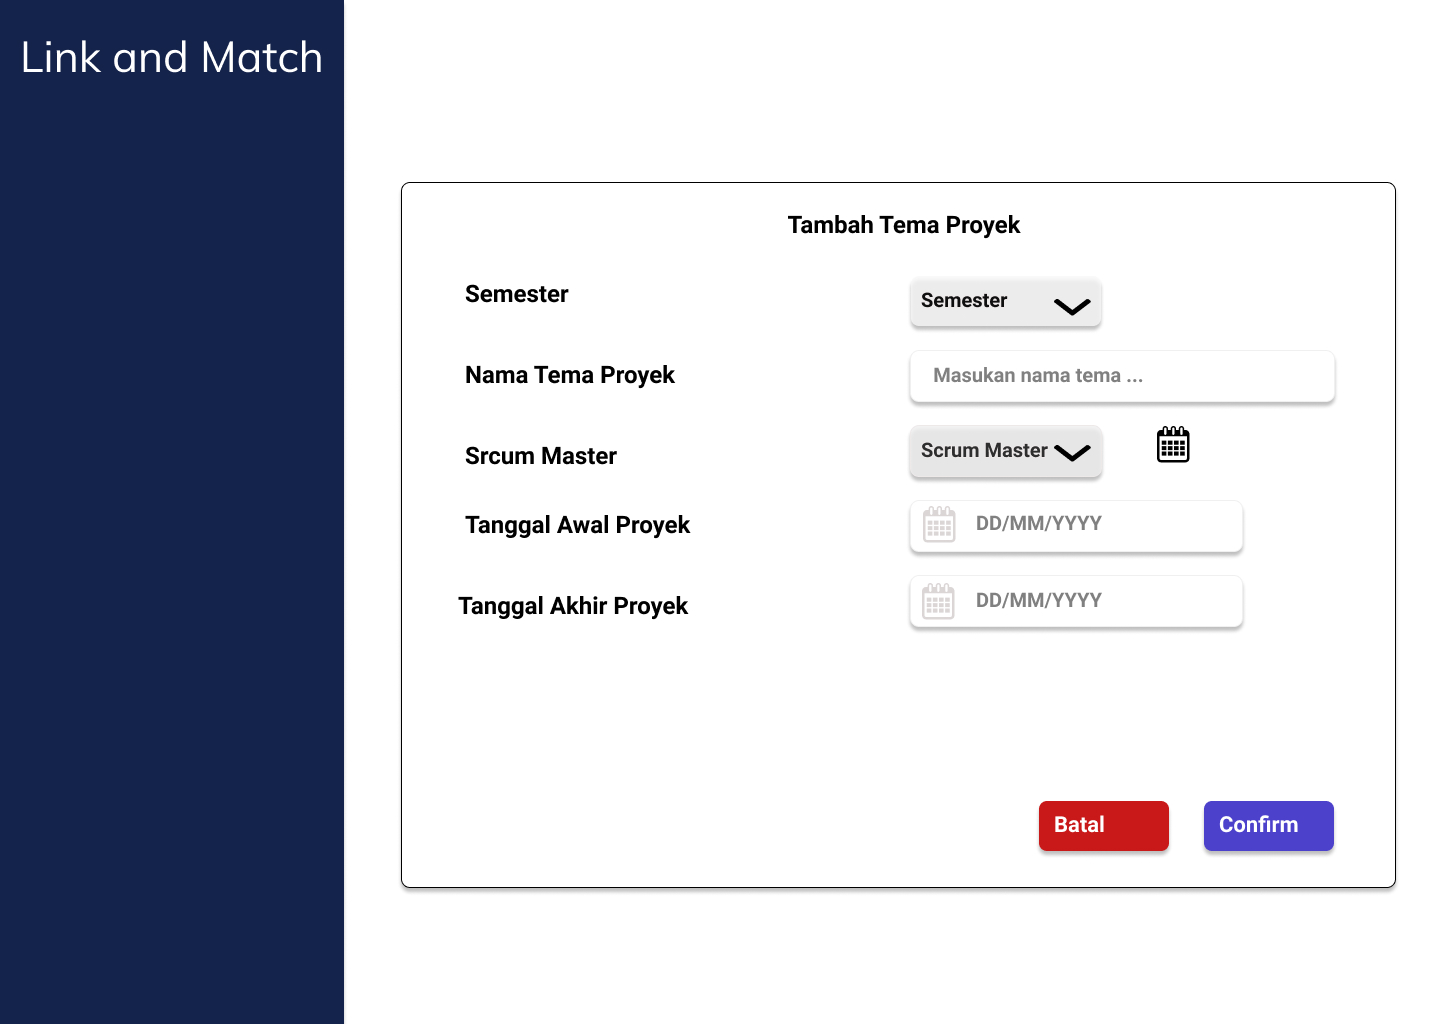 Link and Match
Tambah Tema Proyek
Semester
Semester
Nama Tema Proyek
Masukan nama tema ...
Srcum Master
Scrum Master
Tanggal Awal Proyek
DD/MM/YYYY
Tanggal Akhir Proyek
DD/MM/YYYY
Batal
Confirm